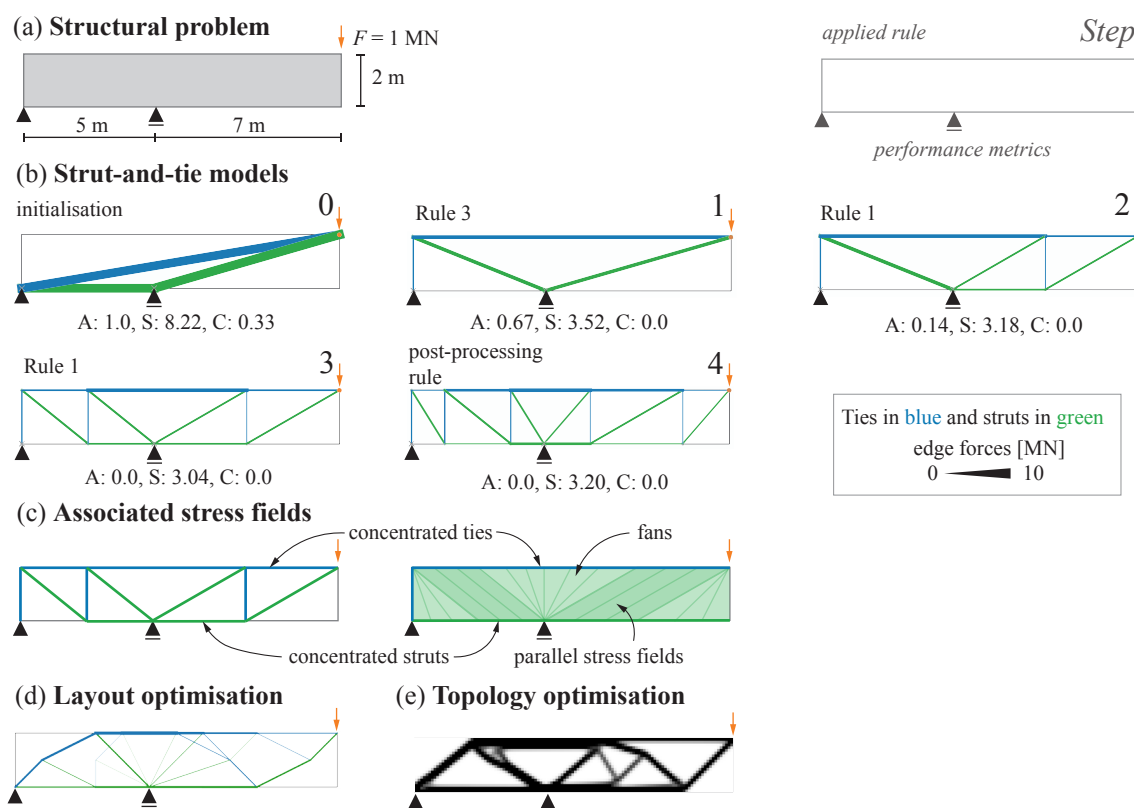 (a) Structural problem
F = 1 MN
2 m
5 m
7 m
applied rule
Step
performance metrics
(b) Strut-and-tie models
initialisation
0
A: 1.0, S: 8.22, C: 0.33
Rule 3
1
A: 0.67, S: 3.52, C: 0.0
Rule 1
2
A: 0.14, S: 3.18, C: 0.0
Rule 1
3
A: 0.0, S: 3.04, C: 0.0
post-processing
rule
4
A: 0.0, S: 3.20, C: 0.0
Ties in blue and struts in green
edge forces [MN]
0 10
(c) Associated stress fields
concentrated ties
fans
concentrated struts
parallel stress fields
(d) Layout optimisation
(e) Topology optimisation